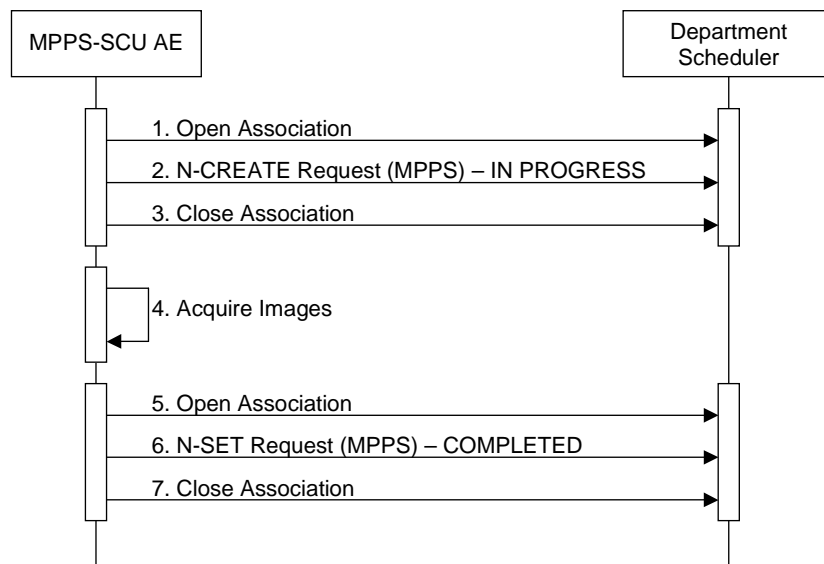 MPPS-SCU AE
Department
Scheduler
1. Open Association
2. N-CREATE Request (MPPS) – IN PROGRESS
3. Close Association
4. Acquire Images
5. Open Association
6. N-SET Request (MPPS) – COMPLETED
7. Close Association